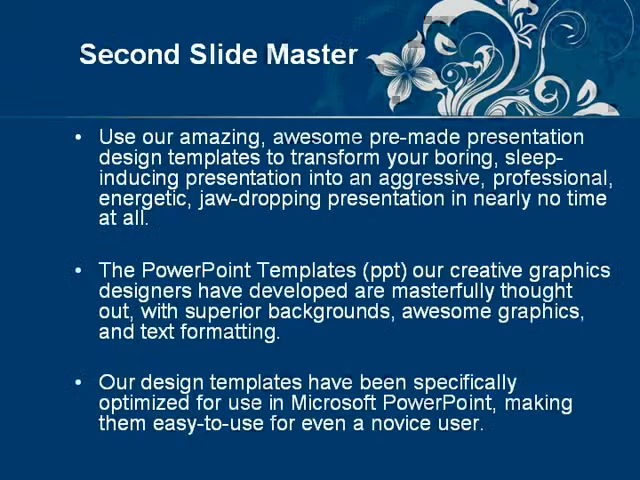 Second Slide Master
• Use our amazing, awesome pre-made presentation
design templates to transform your boring, sleep-
inducing presentation into an aggressive, professional,
energetic, jaw-dropping presentation in nearly no time
at all.
• The PowerPoint Templates (ppt) our creative graphics
designers have developed are masterfully thought
out, with superior backgrounds, awesome graphics,
and text formatting.
• Our design templates have been specifically
optimized for use in Microsoft PowerPoint, making
them easy-to-use for even a novice user.